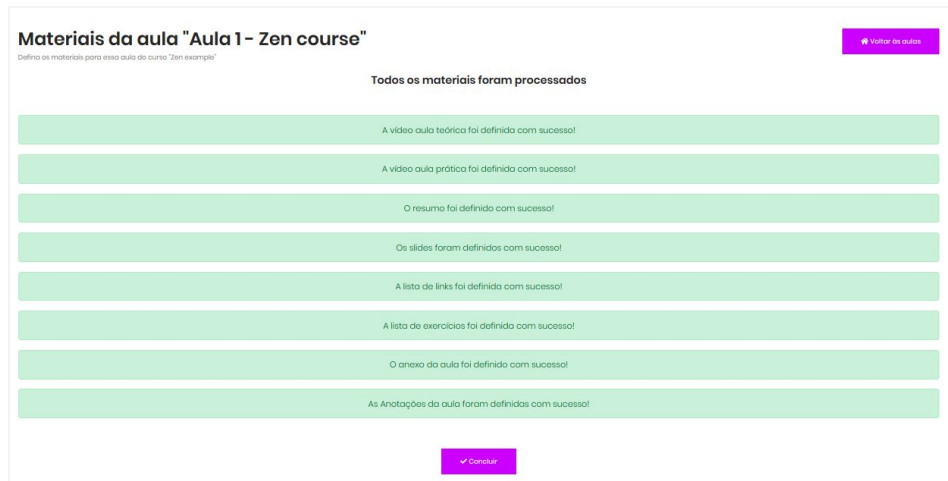 Materiais da aula "Aula 1 - Zen course"
Voltar às aulas
Defina os materiais para essa aula do curso "Zen example"
Todos os materiais foram processados
A vídeo aula teórica foi definida com sucesso!
A vídeo aula prática foi definida com sucesso!
O resumo foi definido com sucesso!
Os slides foram definidos com sucesso!
A lista de links foi definida com sucesso!
A lista de exercícios foi definida com sucesso!
O anexo da aula foi definido com sucesso!
As Anotações da aula foram definidas com sucesso!
Concluir